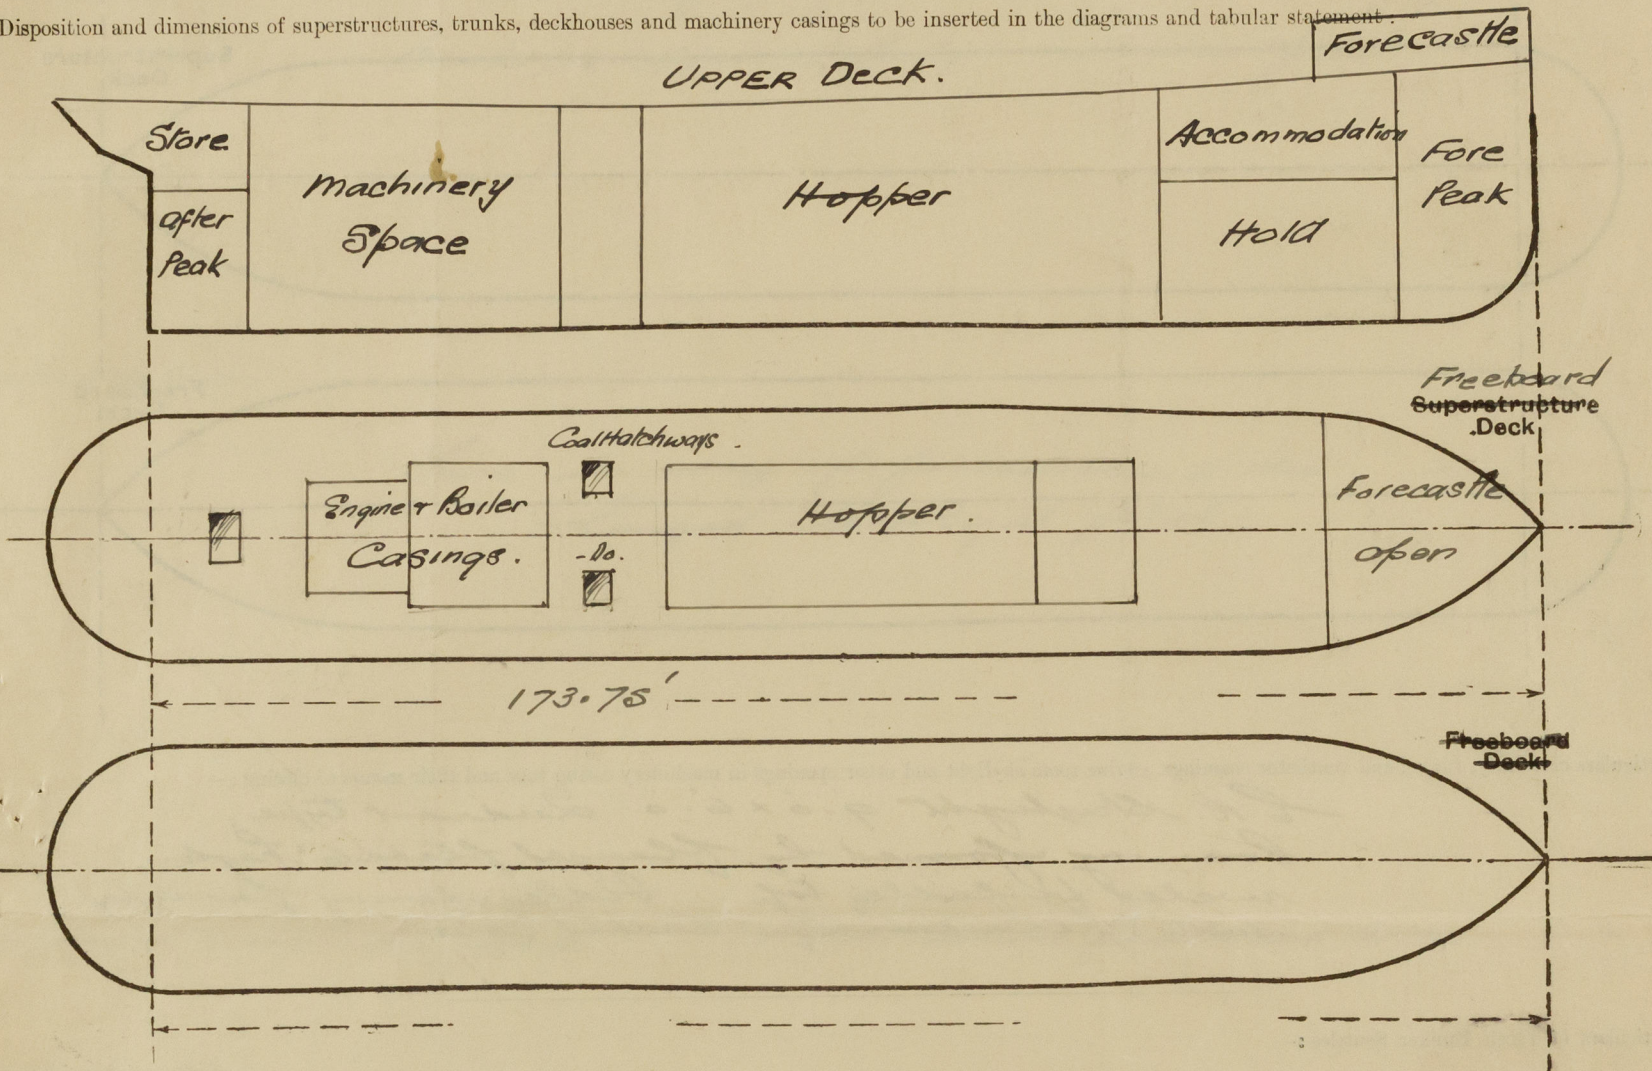 Disposition and dimensions of superstructures, trunks, deckhouses and machinery casings to be inserted in the diagrams and tabular statement :—
Forecastle
UPPER DECK.
Store
after
Peak
Machinery
Space
Hopper
Accommodation
Hold
Fore
Peak
Freeboard
Superstructure
Deck
Coal Hatchways.
Engine & Boiler
Casings.
-Do.
Hopper.
Forecastle
open
173.75'
Freeboard
Deck